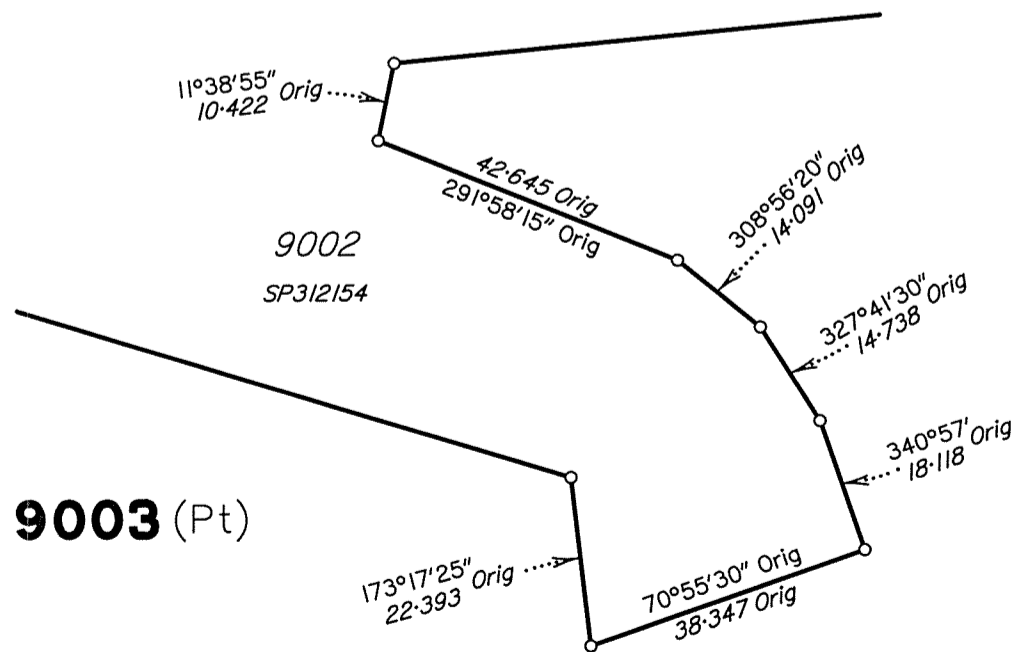 11°38'55"
10·422 Orig
42·645 Orig
291°58'15" Orig
308°56'20"
14·091 Orig
9002
SP312154
327°41'30"
14·738 Orig
340°57'
18·118 Orig
9003 (Pt)
173°17'25"
22·393 Orig
70°55'30" Orig
38·347 Orig